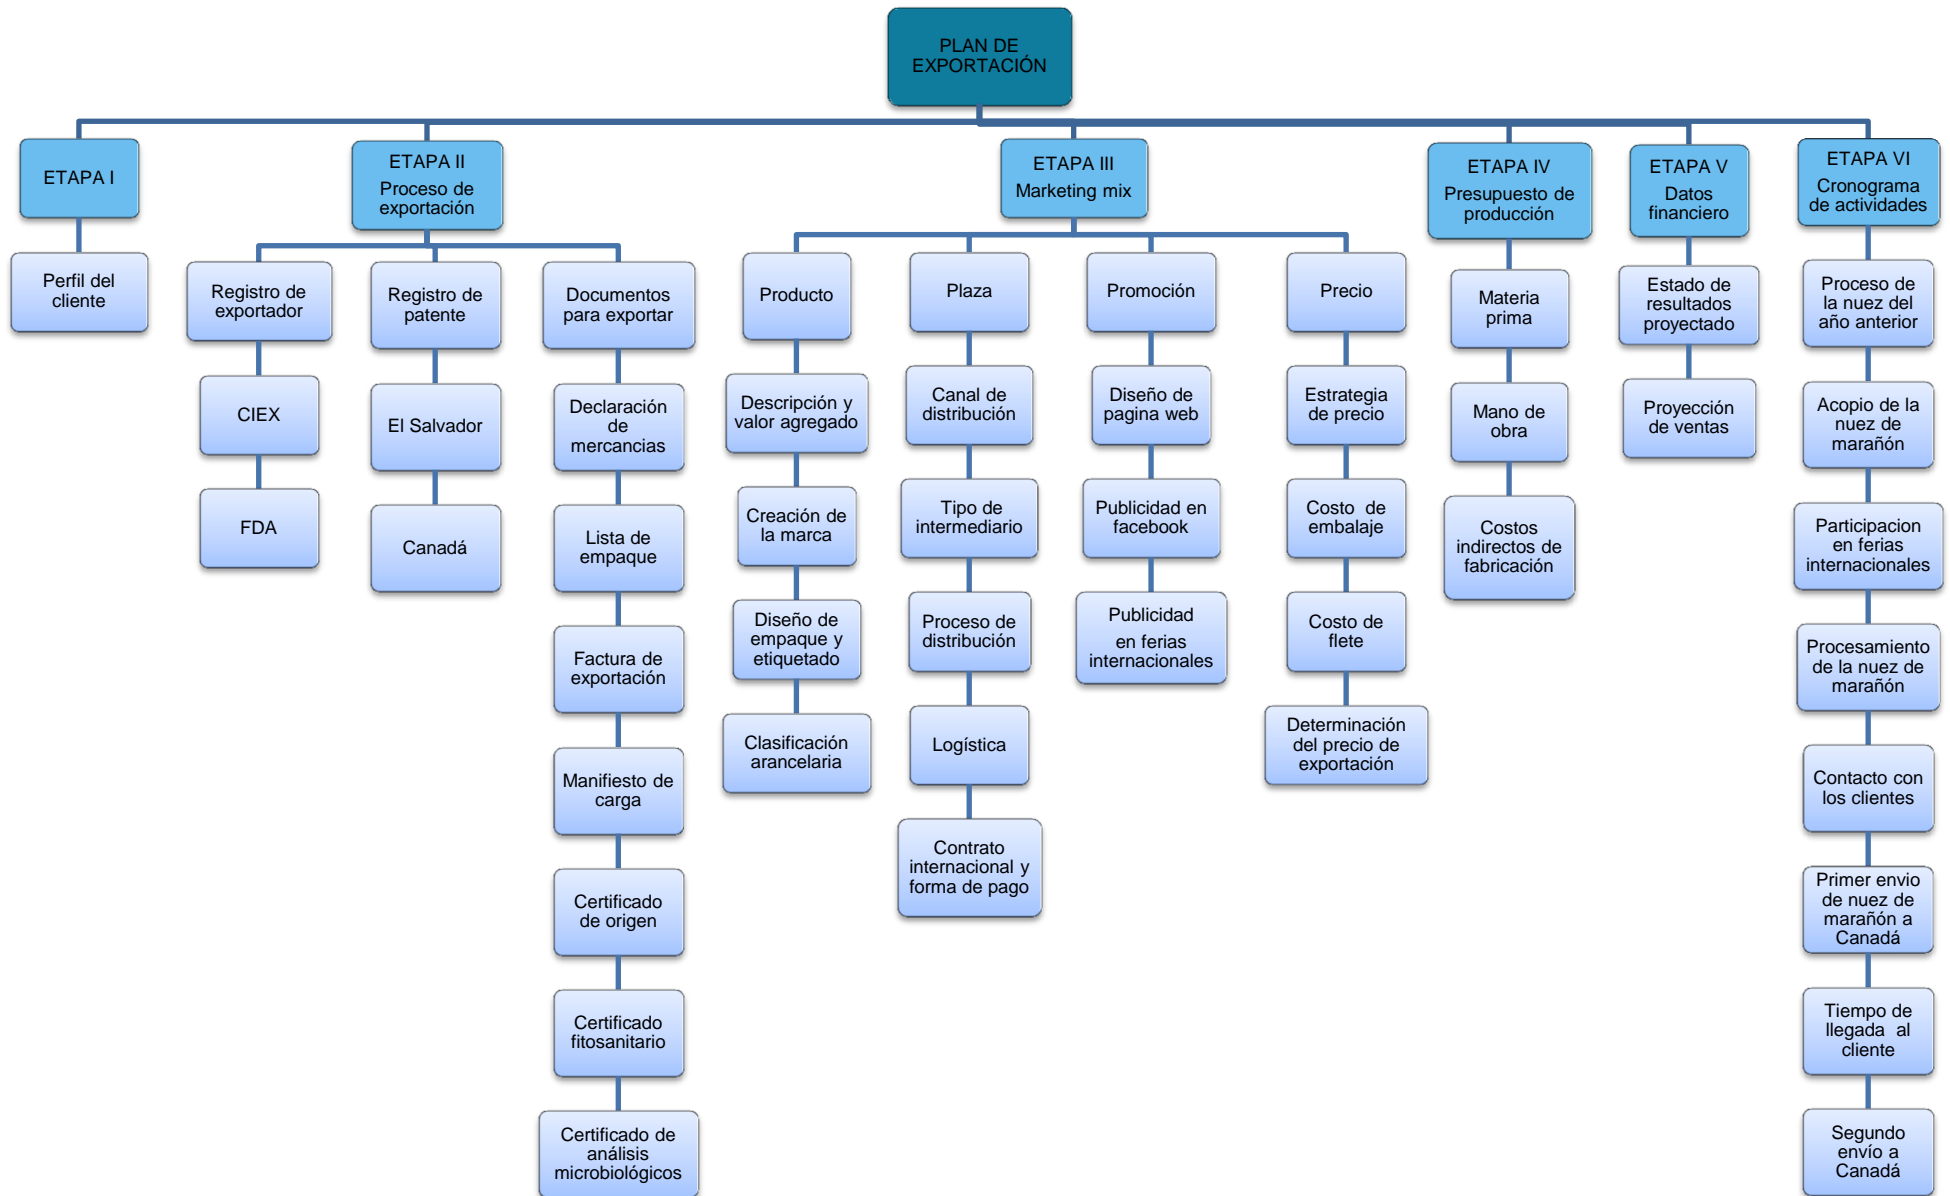 PLAN DE
EXPORTACIÓN
ETAPA I
Perfil del
cliente
ETAPA II
Proceso de
exportación
Registro de
exportador
CIEX
FDA
Registro de
patente
El Salvador
Canadá
Documentos
para exportar
Declaración
de
mercancias
Lista de
empaque
Factura de
exportación
Manifiesto de
carga
Certificado
de origen
Certificado
fitosanitario
Certificado de
análisis
microbiológicos
ETAPA III
Marketing mix
Producto
Descripción y
valor agregado
Creación de
la marca
Diseño de
empaque y
etiquetado
Clasificación
arancelaria
Plaza
Canal de
distribución
Tipo de
intermediario
Proceso de
distribución
Logística
Contrato
internacional y
forma de pago
Promoción
Diseño de
pagina web
Publicidad en
facebook
Publicidad
en ferias
internacionales
Precio
Estrategia
de precio
Costo de
embalaje
Costo de
flete
Determinación
del precio de
exportación
ETAPA IV
Presupuesto de
producción
Materia
prima
Mano de
obra
Costos
indirectos de
fabricación
ETAPA V
Datos
financiero
Estado de
resultados
proyectado
Proyección
de ventas
ETAPA VI
Cronograma
de actividades
Proceso de
la nuez del
año anterior
Acopio de la
nuez de
marañón
Participacion
en ferias
internacionales
Procesamiento
de la nuez de
marañón
Contacto con
los clientes
Primer envio
de nuez de
marañón a
Canadá
Tiempo de
llegada al
cliente
Segundo
envío a
Canadá